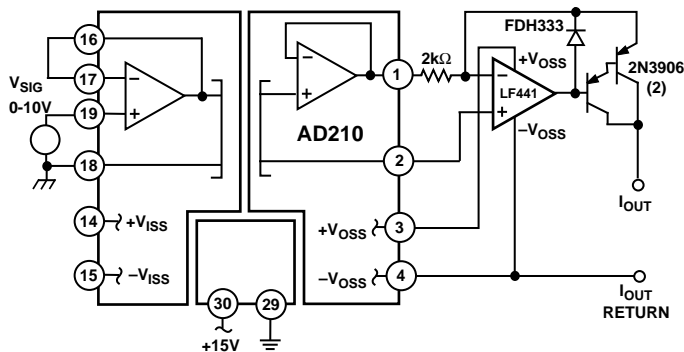 16
17
19
18
14
15
V_SIG
0-10V
+V_ISS
–V_ISS
30
29
+15V
AD210
1
2
3
4
+V_OSS
–V_OSS
2kΩ
FDH333
+V_OSS
LF441
–V_OSS
2N3906
(2)
I_OUT
I_OUT
RETURN